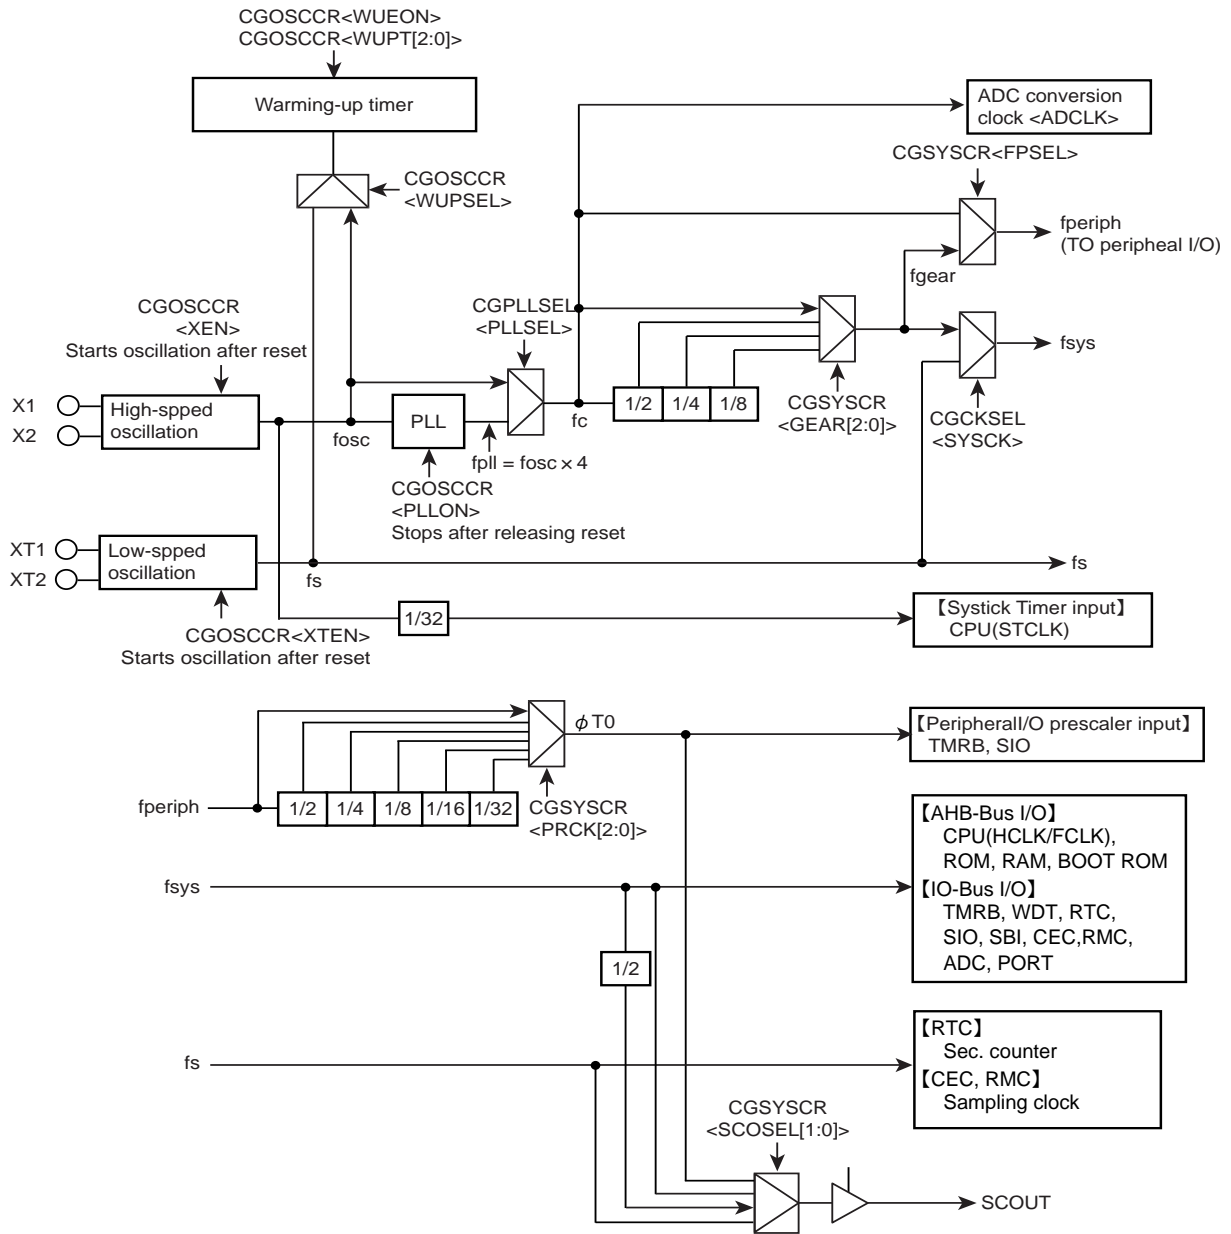 CGOSCCR<WUEON>
CGOSCCR<WUPT[2:0]>
Warming-up timer
CGOSCCR
<WUPSEL>
ADC conversion
clock <ADCLK>
CGSYSCR<FPSEL>
fperiph
(TO peripheal I/O)
fgear
CGOSCCR
<XEN>
Starts oscillation after reset
CGPLLSEL
<PLLSEL>
fsys
X1
X2
High-spped
oscillation
fosc
PLL
fpll = fosc × 4
fc
1/2
1/4
1/8
CGSYSCR
<GEAR[2:0]>
CGCKSEL
<SYSCK>
CGOSCCR
<PLLON>
Stops after releasing reset
XT1
XT2
Low-spped
oscillation
fs
fs
CGOSCCR<XTEN>
Starts oscillation after reset
1/32
【Systick Timer input】
CPU(STCLK)
ϕT0
【PeripheralI/O prescaler input】
TMRB, SIO
fperiph
1/2
1/4
1/8
1/16
1/32
CGSYSCR
<PRCK[2:0]>
【AHB-Bus I/O】
CPU(HCLK/FCLK),
ROM, RAM, BOOT ROM
【IO-Bus I/O】
TMRB, WDT, RTC,
SIO, SBI, CEC,RMC,
ADC, PORT
fsys
1/2
fs
【RTC】
Sec. counter
【CEC, RMC】
Sampling clock
CGSYSCR
<SCOSEL[1:0]>
SCOUT